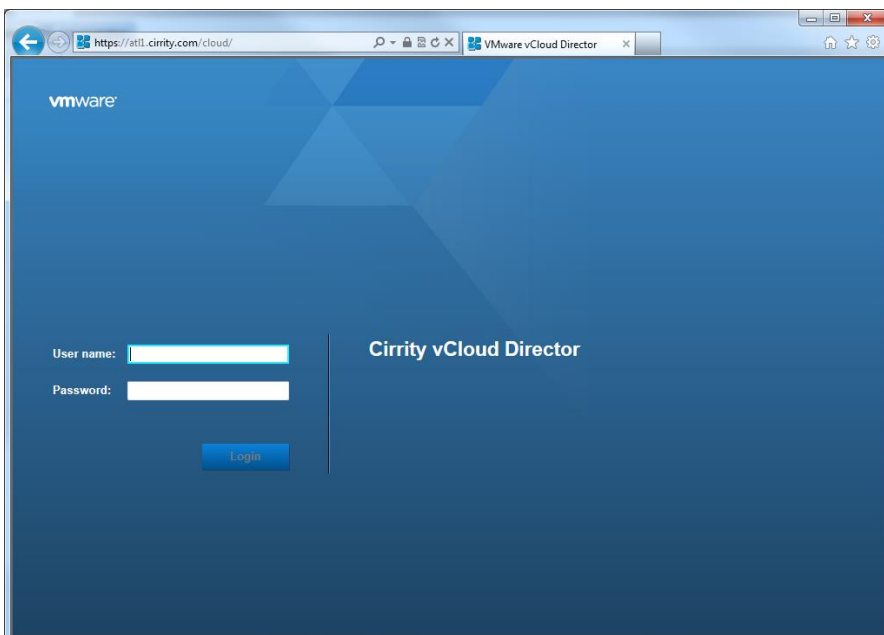 https://atl1.cirrity.com/cloud/
VMware vCloud Director
vmware
User name:
Cirrity vCloud Director
Password:
Login